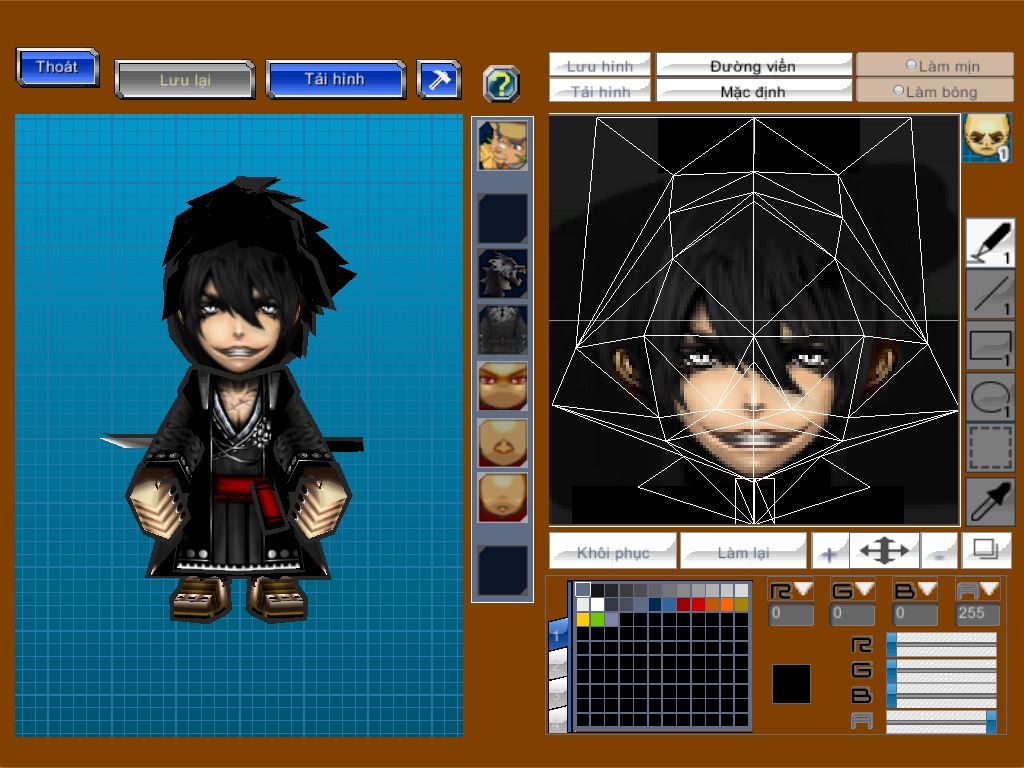 Thoát
Lưu lại
Tải hình
?
Lưu hình
Đường viền
Làm mịn
Tải hình
Mặc định
Làm bóng
1
1
1
1
1
Khôi phục
Làm lại
+
-
R
G
B
A
0
0
0
255
1
R
G
B
A